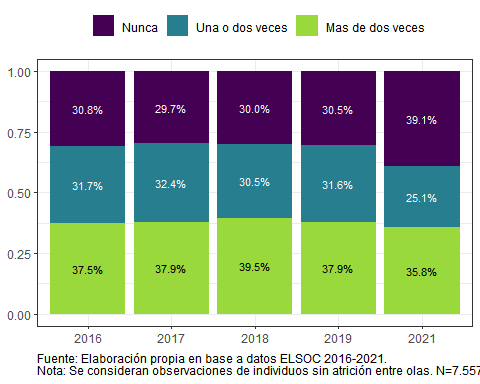 Nunca Una o dos veces Mas de dos veces
1.00
30.8% 29.7% 30.0% 30.5% 39.1%
0.75
31.7% 32.4% 30.5% 31.6% 25.1%
0.50
0.25
37.5% 37.9% 39.5% 37.9% 35.8%
0.00
2016 2017 2018 2019 2021
Fuente: Elaboración propia en base a datos ELSOC 2016-2021.
Nota: Se consideran observaciones de individuos sin atrición entre olas. N=7.557